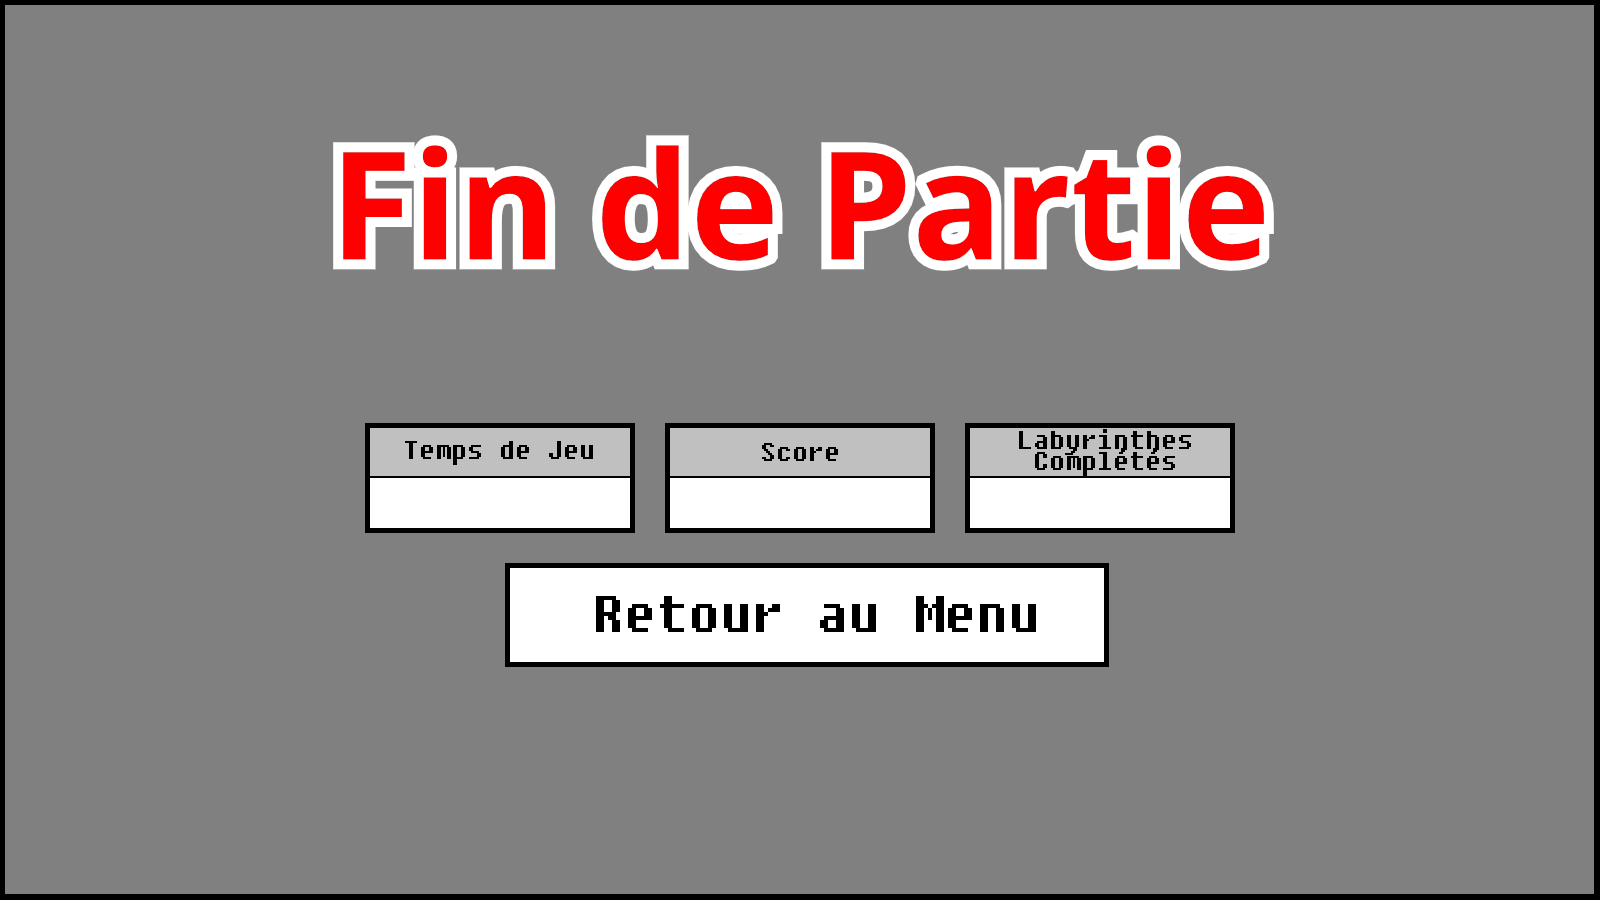 Fin de Partie
Temps de Jeu
Score
Labyrinthes
Complétés
Retour au Menu